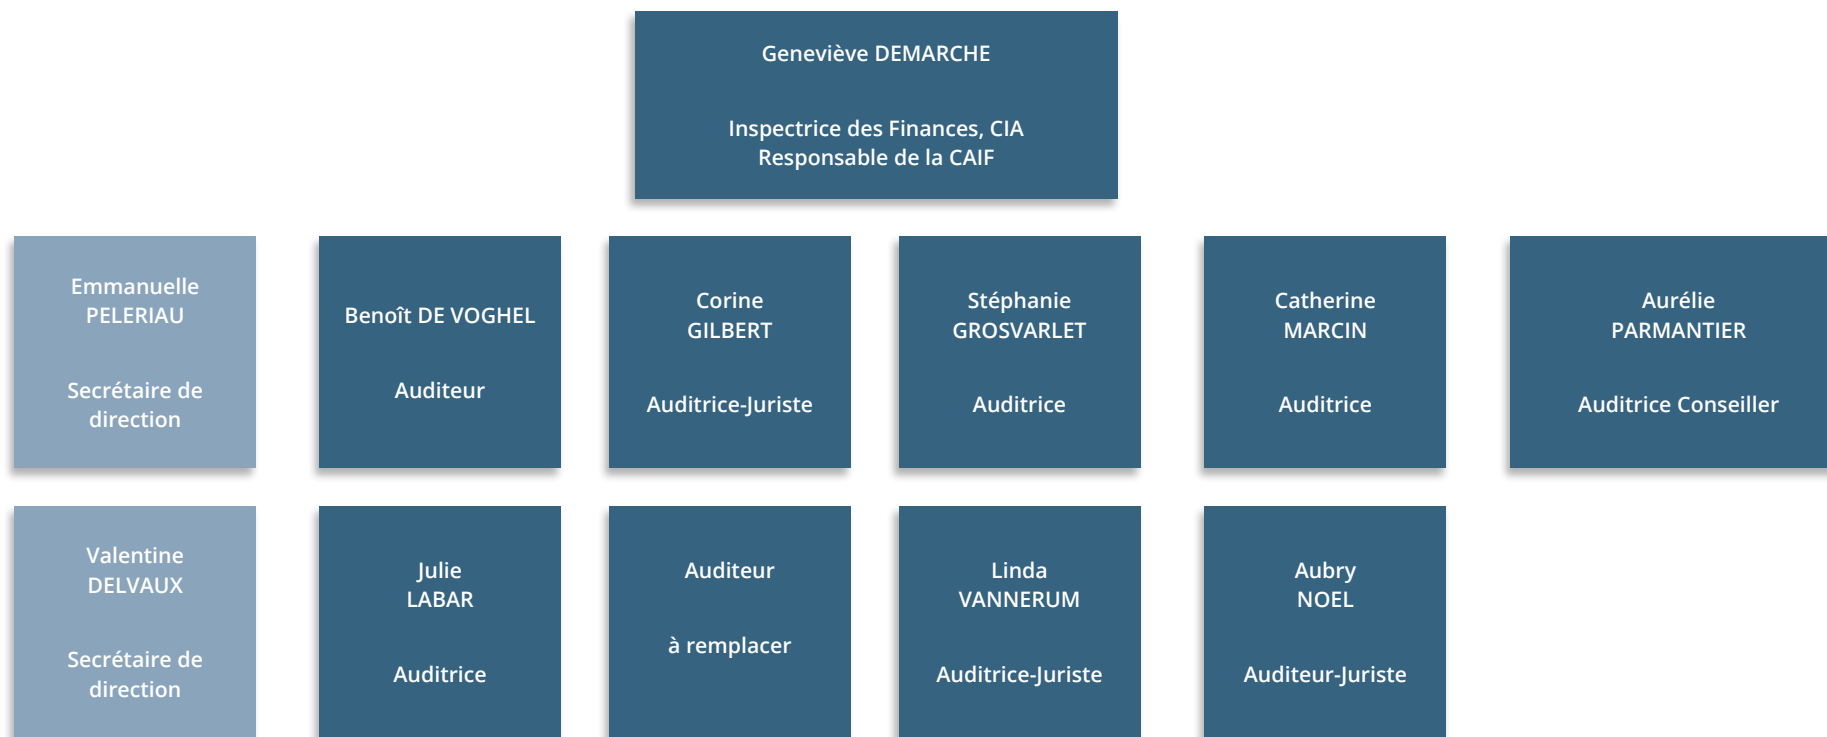 Geneviève DEMARCHE
Inspectrice des Finances, CIA
Responsable de la CAIF
Emmanuelle
PELERIAU
Secrétaire de
direction
Benoît DE VOGHEL
Auditeur
Corine
GILBERT
Auditrice-Juriste
Stéphanie
GROSVARLET
Auditrice
Catherine
MARCIN
Auditrice
Aurélie
PARMANTIER
Auditrice Conseiller
Valentine
DELVAUX
Secrétaire de
direction
Julie
LABAR
Auditrice
Auditeur
à remplacer
Linda
VANNERUM
Auditrice-Juriste
Aubry
NOEL
Auditeur-Juriste